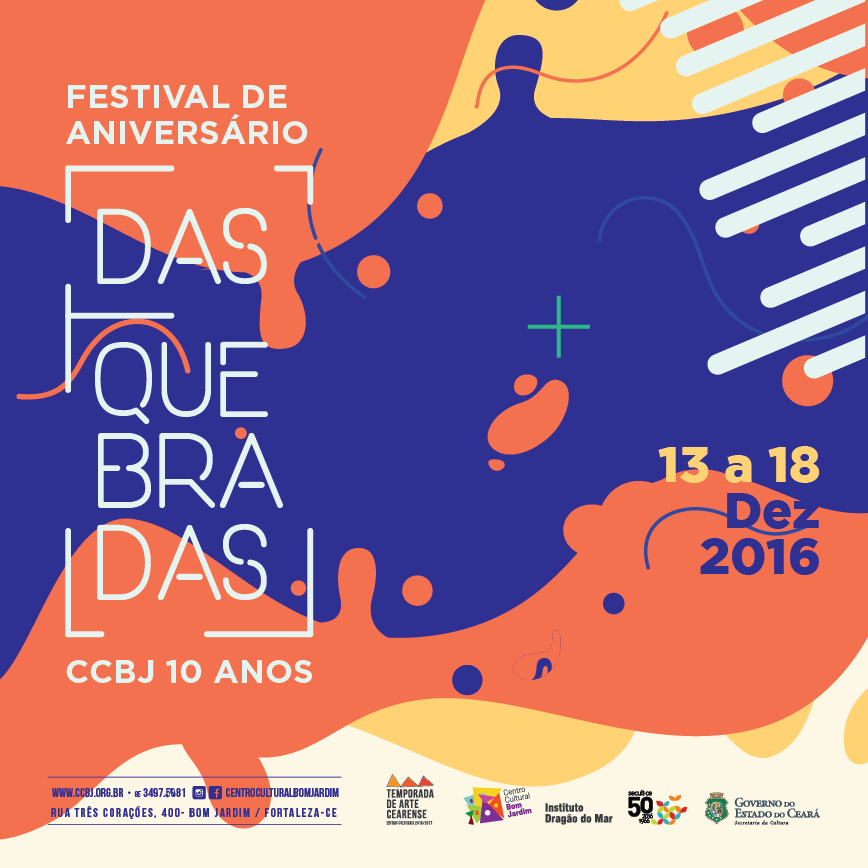 FESTIVAL DE
ANIVERSÁRIO
DAS
QUE
BRA
DAS
CCBJ 10 ANOS
13 a 18
Dez
2016
WWW.CCBJ.ORG.BR • 85 3497.5981 CENTROCULTURALBOMJARDIM
RUA TRÊS CORAÇÕES, 400- BOM JARDIM / FORTALEZA-CE
TEMPORADA
DE ARTE
CEARENSE
Centro
Cultural
Bom
Jardim
Instituto
Dragão do Mar
secult·ce
50
2016
1966
GOVERNO DO
ESTADO DO CEARÁ
Secretaria da Cultura